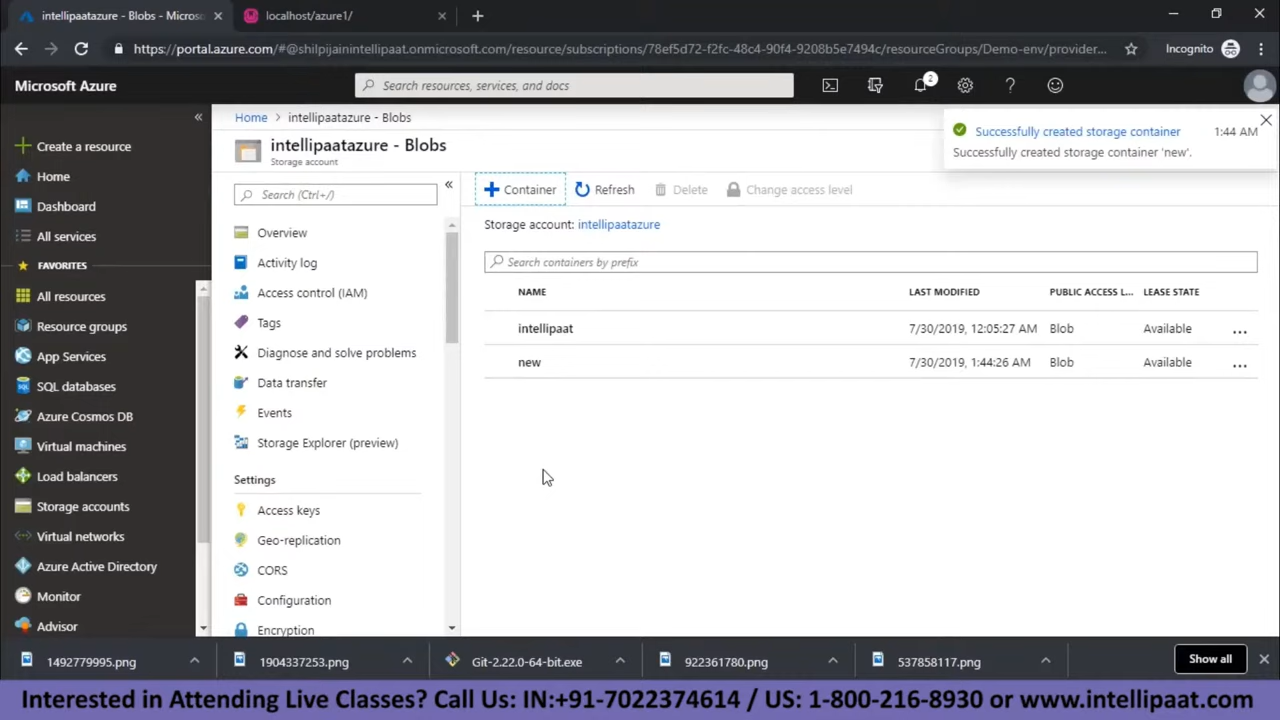 intellipaatazure - Blobs - Micros
localhost/azure1/
https://portal.azure.com/#@shilpijainintellipaat.onmicrosoft.com/resource/subscriptions/78ef5d72-f2fc-48c4-90f4-9208b5e7494c/resourceGroups/Demo-env/provider...
Incognito
Microsoft Azure
Search resources, services, and docs
2
Create a resource
Home
Dashboard
All services
FAVORITES
All resources
Resource groups
App Services
SQL databases
Azure Cosmos DB
Virtual machines
Load balancers
Storage accounts
Virtual networks
Azure Active Directory
Monitor
Advisor
Home > intellipaatazure - Blobs
intellipaatazure - Blobs
Storage account
Search (Ctrl+/)
Overview
Activity log
Access control (IAM)
Tags
Diagnose and solve problems
Data transfer
Events
Storage Explorer (preview)
Settings
Access keys
Geo-replication
CORS
Configuration
Encryption
Successfully created storage container 1:44 AM
Successfully created storage container 'new'.
Container Refresh Delete Change access level
Storage account: intellipaatazure
Search containers by prefix
NAME LAST MODIFIED PUBLIC ACCESS L... LEASE STATE
intellipaat 7/30/2019, 12:05:27 AM Blob Available ...
new 7/30/2019, 1:44:26 AM Blob Available ...
1492779995.png 1904337253.png Git-2.22.0-64-bit.exe 922361780.png 537858117.png Show all
Interested in Attending Live Classes? Call Us: IN:+91-7022374614 / US: 1-800-216-8930 or www.intellipaat.com